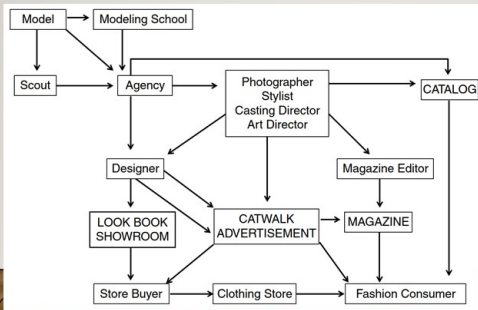 Model
Modeling School
Scout
Agency
Photographer
Stylist
Casting Director
Art Director
CATALOG
Designer
Magazine Editor
LOOK BOOK
SHOWROOM
CATWALK
ADVERTISEMENT
MAGAZINE
Store Buyer
Clothing Store
Fashion Consumer